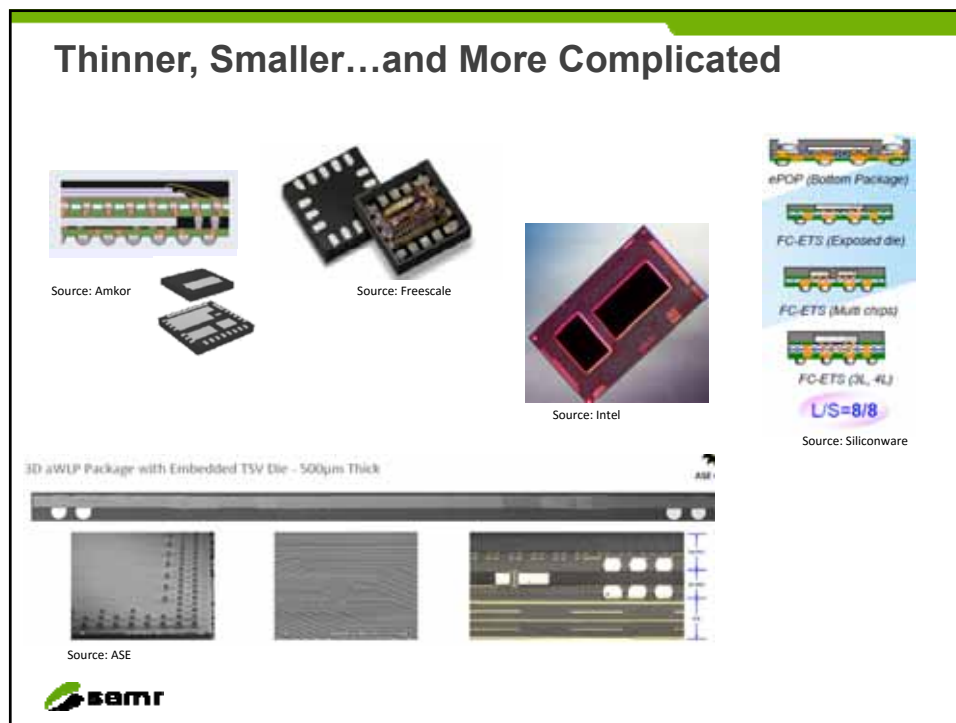 Thinner, Smaller…and More Complicated
Source: Amkor
Source: Freescale
Source: Intel
ePOP (Bottom Package)
FC-ETS (Exposed die)
FC-ETS (Multi chips)
FC-ETS (3L, 4L)
L/S=8/8
Source: Siliconware
3D aWLP Package with Embedded TSV Die - 500µm Thick
ASE
Source: ASE
semi